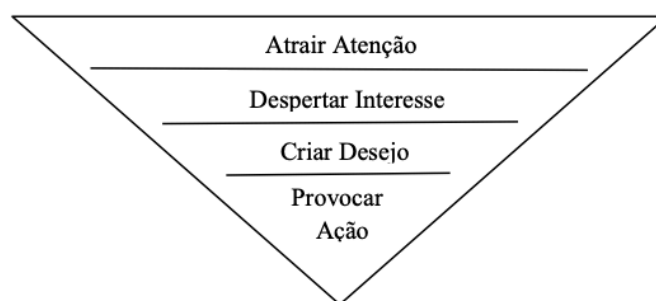 Atrair Atenção
Despertar Interesse
Criar Desejo
Provocar
Ação